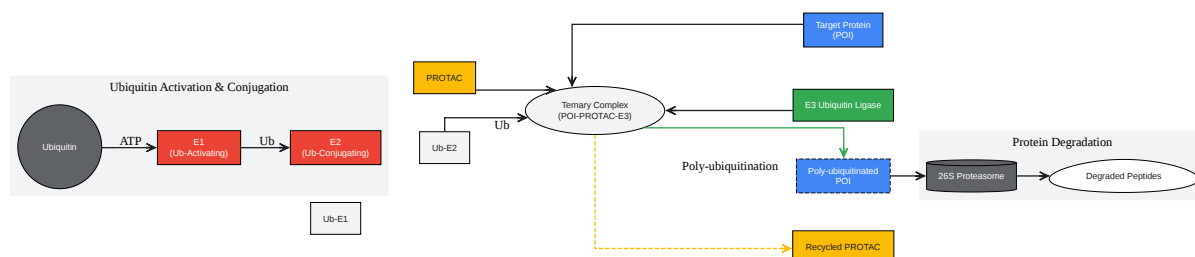 Target Protein
(POI)
Ubiquitin Activation & Conjugation
PROTAC
Ternary Complex
(POI-PROTAC-E3)
E3 Ubiquitin Ligase
Ub
Ubiquitin
ATP
E1
(Ub-Activating)
Ub
E2
(Ub-Conjugating)
Ub-E2
Protein Degradation
Poly-ubiquitination
Poly-ubiquitinated
POI
26S Proteasome
Degraded Peptides
Ub-E1
Recycled PROTAC